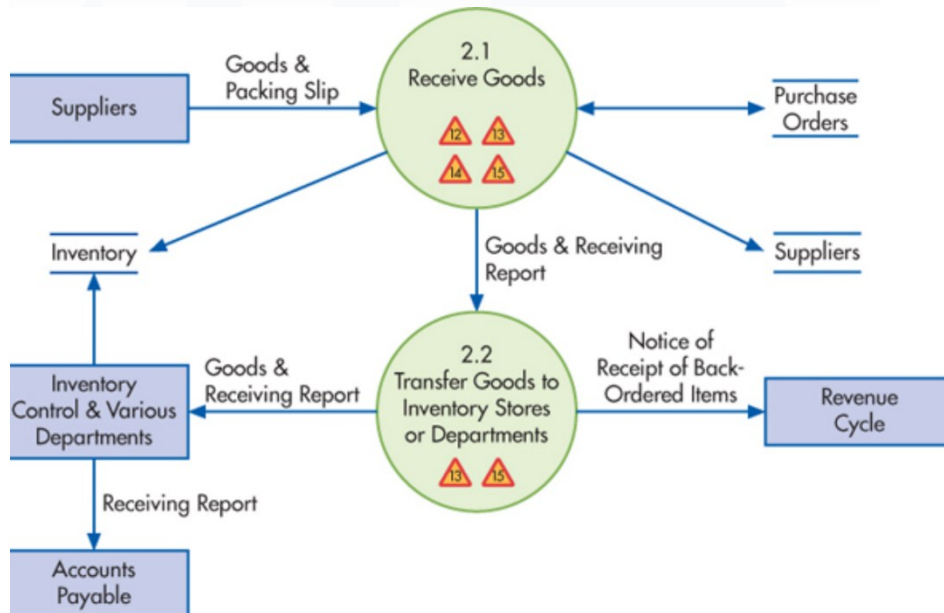 2.1
Receive Goods
12
13
14
15
Goods &
Packing Slip
Suppliers
Purchase
Orders
Inventory
Goods & Receiving
Report
Suppliers
2.2
Transfer Goods to
Inventory Stores
or Departments
13
15
Goods &
Receiving Report
Notice of
Receipt of Back-
Ordered Items
Inventory
Control & Various
Departments
Revenue
Cycle
Receiving Report
Accounts
Payable